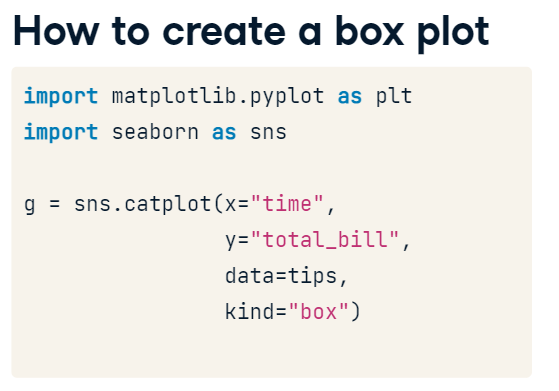 How to create a box plot
import matplotlib.pyplot as plt
import seaborn as sns
g = sns.catplot(x="time",
y="total_bill",
data=tips,
kind="box")